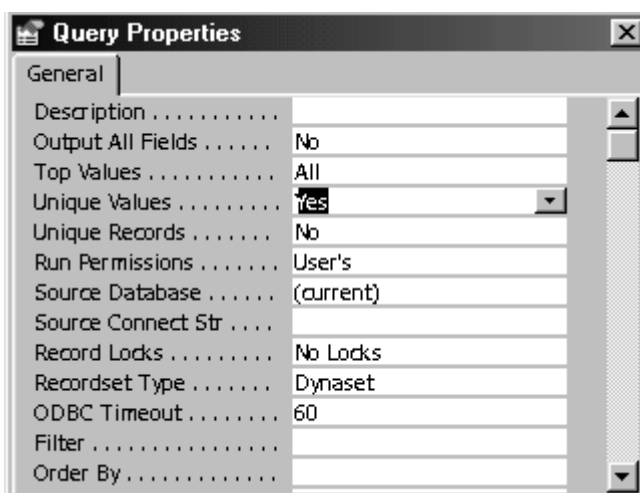 Query Properties
General
Description . . . . . . . . . . .
Output All Fields . . . . . . No
Top Values . . . . . . . . . . . All
Unique Values . . . . . . . . . Yes
Unique Records . . . . . . . No
Run Permissions . . . . . . . User's
Source Database . . . . . . (current)
Source Connect Str . . . .
Record Locks . . . . . . . . . No Locks
Recordset Type . . . . . . . Dynaset
ODBC Timeout . . . . . . . . 60
Filter . . . . . . . . . . . . . . . .
Order By . . . . . . . . . . . . .